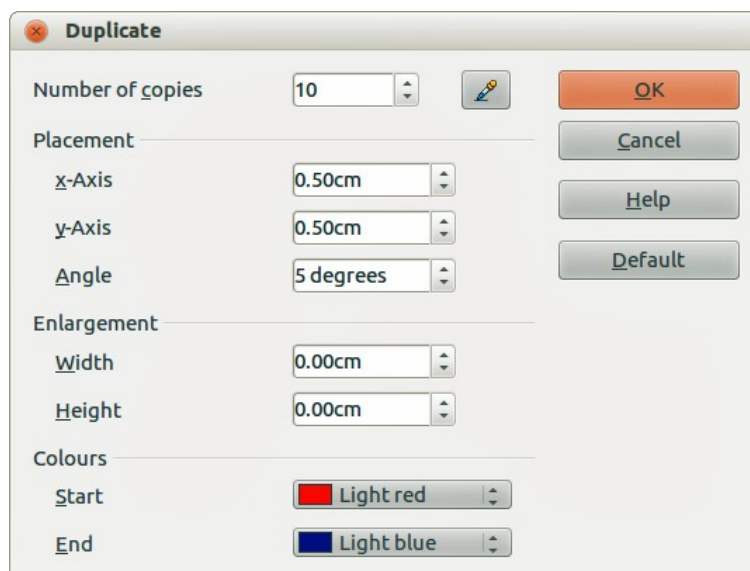 Duplicate
Number of copies 10 OK
Placement Cancel
x-Axis 0.50cm Help
y-Axis 0.50cm
Angle 5 degrees Default
Enlargement
Width 0.00cm
Height 0.00cm
Colours
Start Light red
End Light blue